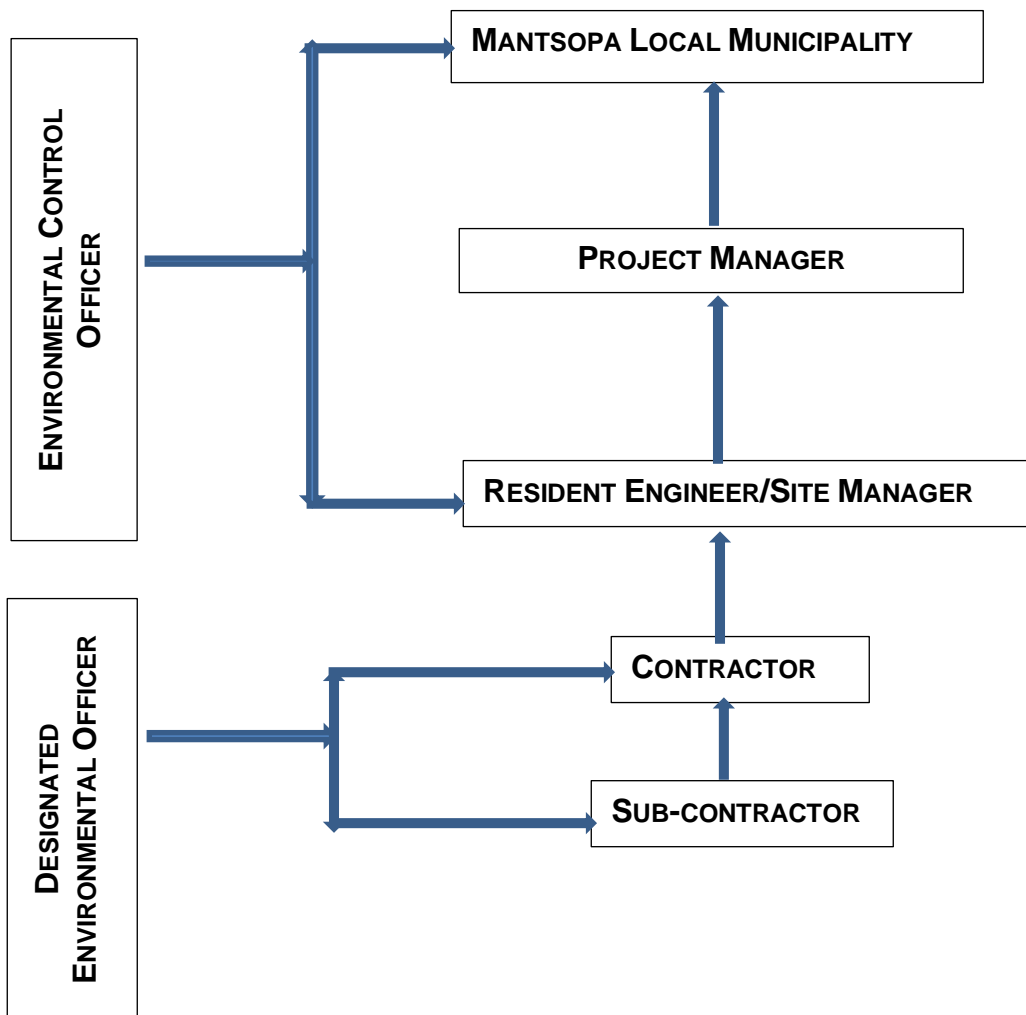 ENVIRONMENTAL CONTROL
OFFICER
MANTSOPA LOCAL MUNICIPALITY
PROJECT MANAGER
RESIDENT ENGINEER/SITE MANAGER
DESIGNATED
ENVIRONMENTAL OFFICER
CONTRACTOR
SUB-CONTRACTOR